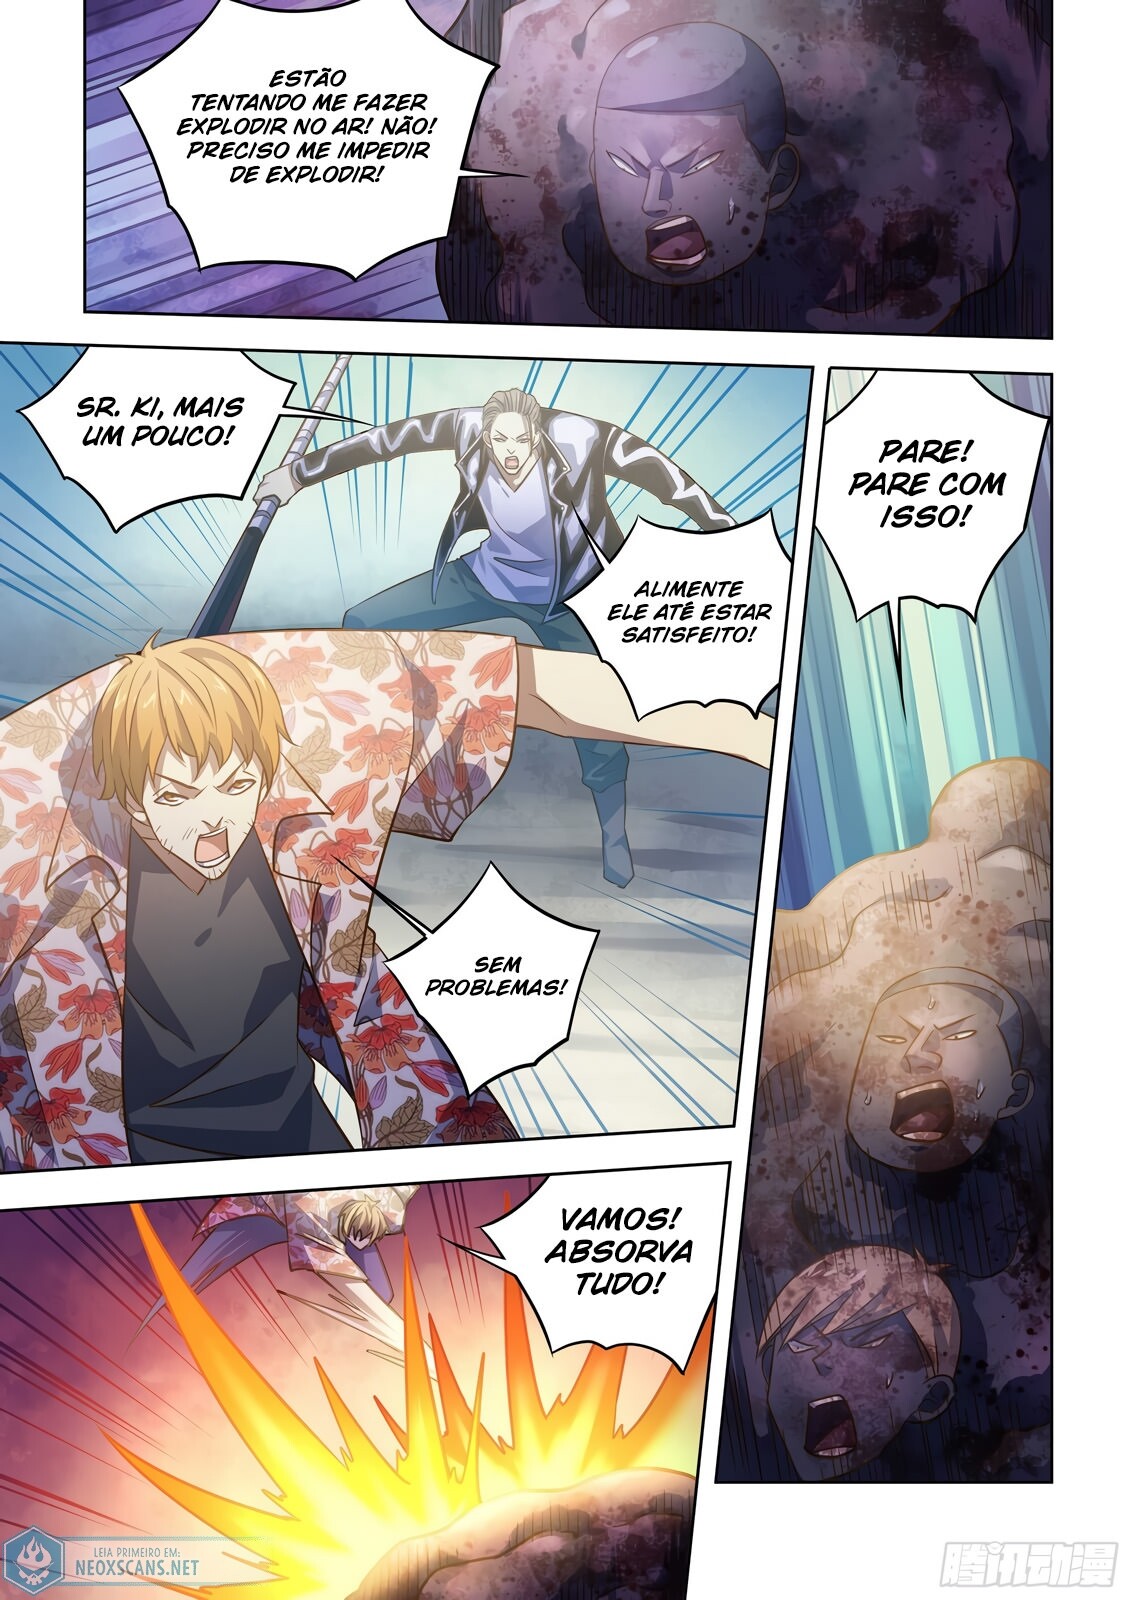 ESTÃO
TENTANDO ME FAZER
EXPLODIR NO AR! NÃO!
PRECISO ME IMPEDIR
DE EXPLODIR!
SR. KI, MAIS
UM POUCO!
ALIMENTE
ELE ATÉ ESTAR
SATISFEITO!
PARE!
PARE COM
ISSO!
SEM
PROBLEMAS!
VAMOS!
ABSORVA
TUDO!
LEIA PRIMEIRO EM:
NEOXSCANS.NET
腾讯动漫